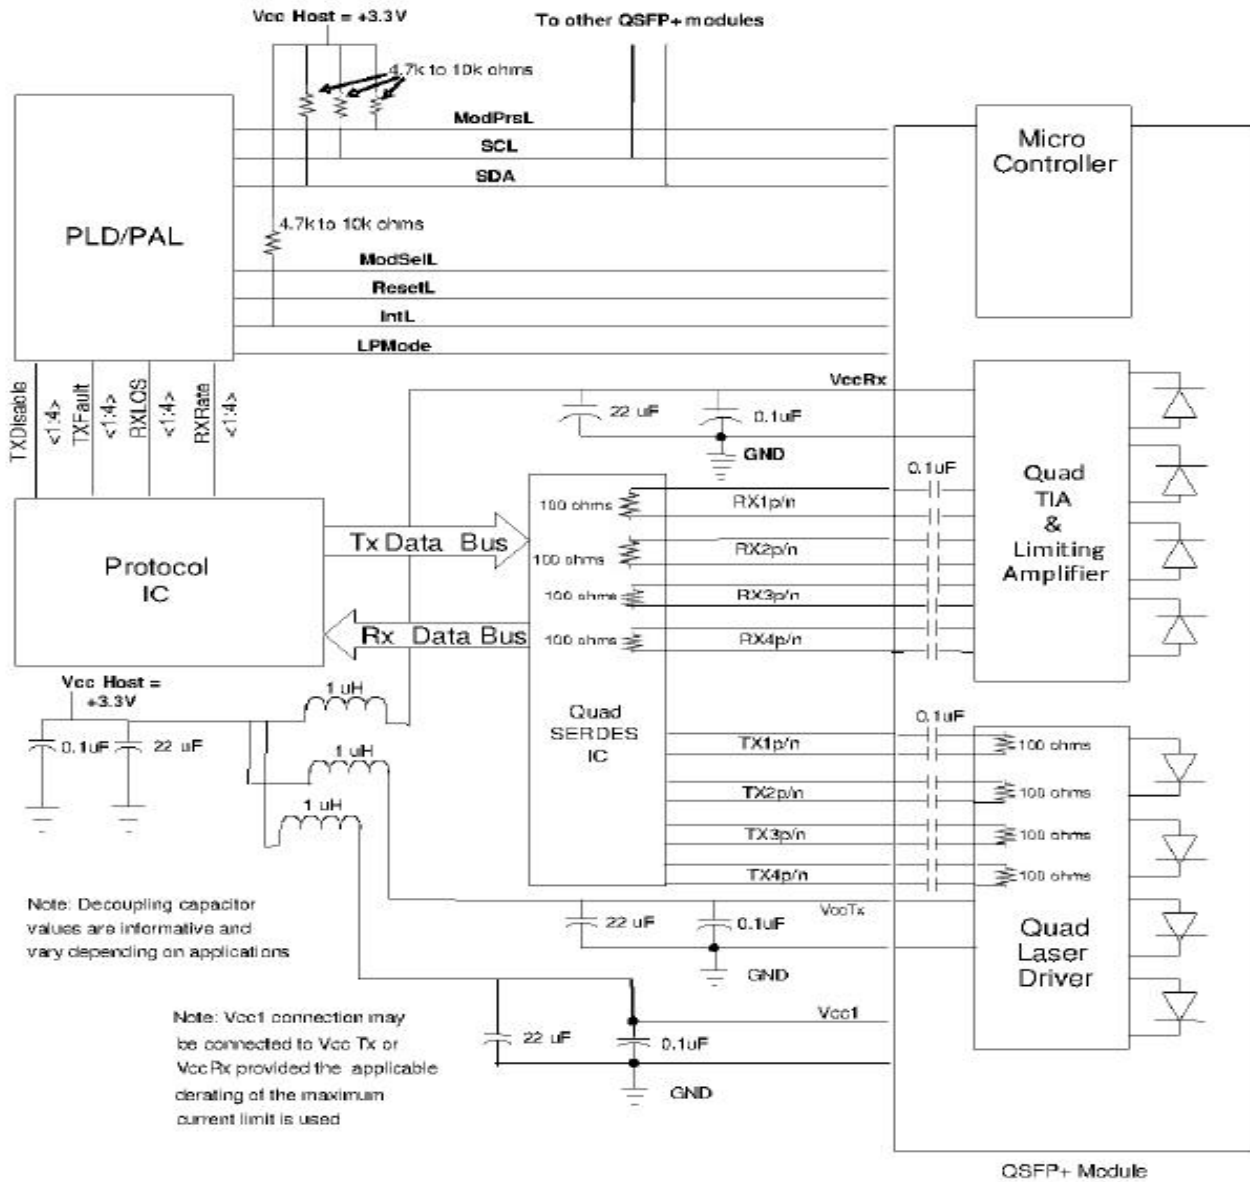 Vcc Host = +3.3V
To other QSFP+ modules
4.7k to 10k ohms
ModPrsL
SCL
SDA
Micro
Controller
PLD/PAL
4.7k to 10k ohms
ModSelL
ResetL
IntL
LPMode
TXDisable
<1:4>
TXFault
<1:4>
RXLOS
<1:4>
RXRate
<1:4>
VccRx
22 uF
0.1uF
GND
0.1uF
Quad
TIA
&
Limiting
Amplifier
100 ohms
RX1p/n
100 ohms
RX2p/n
100 ohms
RX3p/n
100 ohms
RX4p/n
Tx Data Bus
Protocol
IC
Rx Data Bus
Vcc Host =
+3.3V
1 uH
0.1uF
22 uF
1 uH
1 uH
Quad
SERDES
IC
0.1uF
TX1p/n
100 ohms
TX2p/n
100 ohms
TX3p/n
100 ohms
TX4p/n
100 ohms
VccTx
22 uF
0.1uF
GND
Quad
Laser
Driver
Note: Decoupling capacitor
values are informative and
vary depending on applications
Vcc1
22 uF
0.1uF
GND
Note: Vcc1 connection may
be connected to Vcc Tx or
VccRx provided the applicable
derating of the maximum
current limit is used
QSFP+ Module